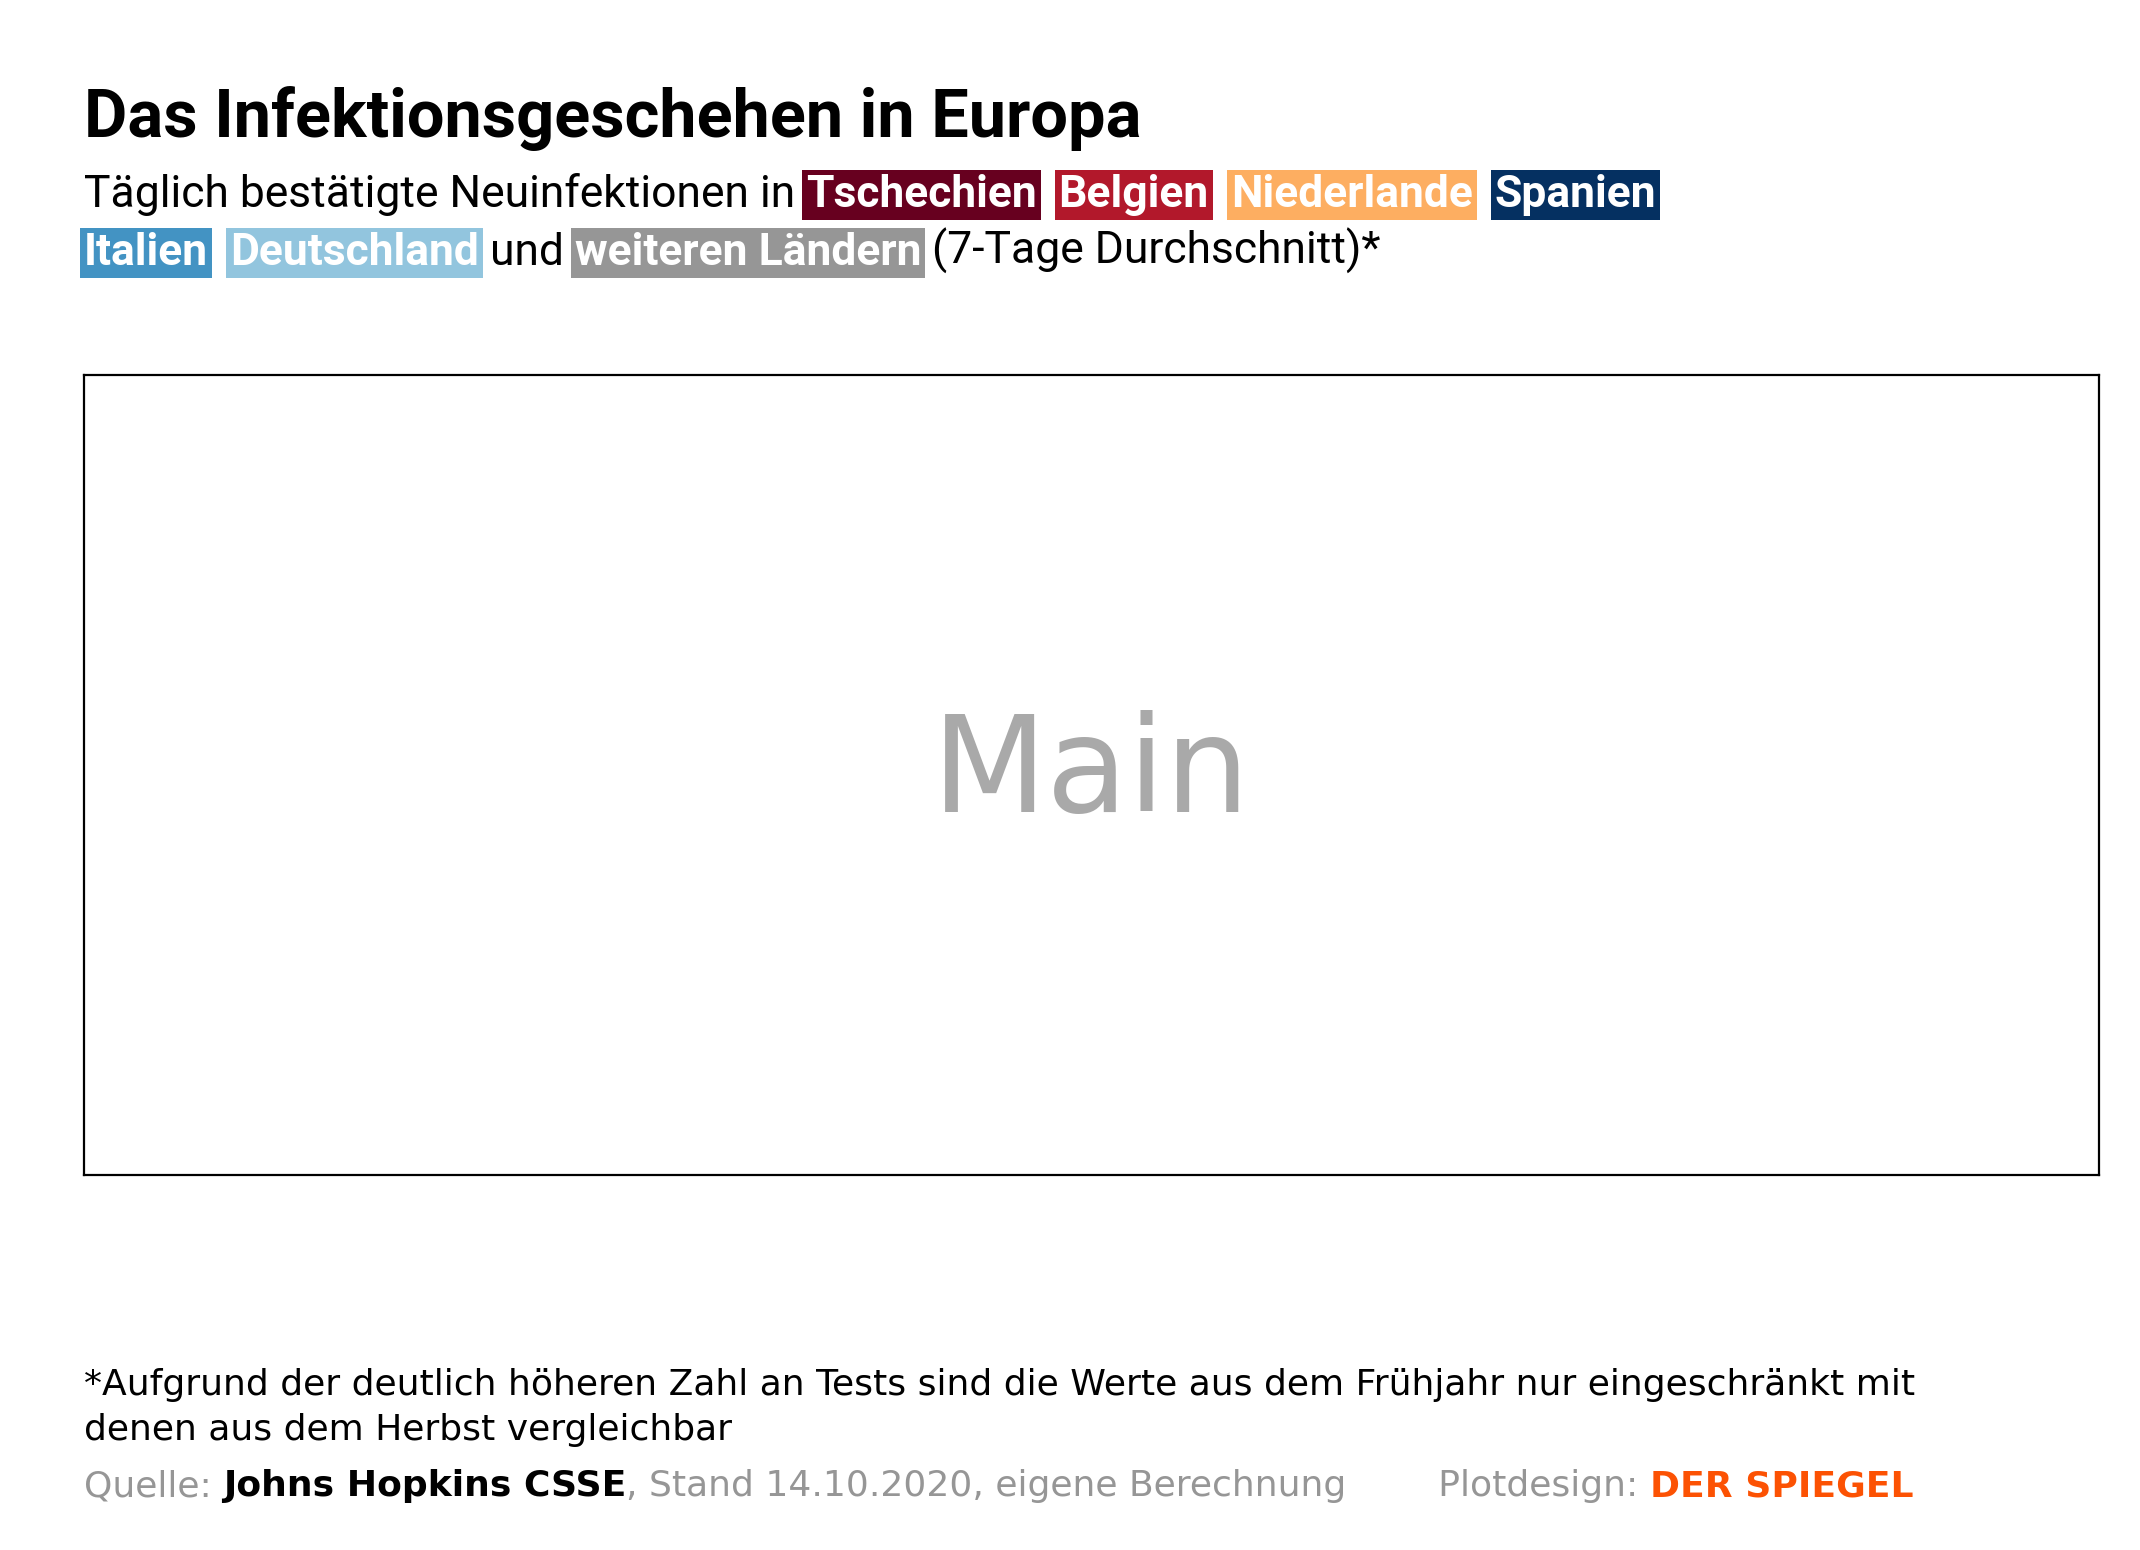 Das Infektionsgeschehen in Europa
Täglich bestätigte Neuinfektionen in Tschechien Belgien Niederlande Spanien
Italien Deutschland und weiteren Ländern (7-Tage Durchschnitt)*
Main
*Aufgrund der deutlich höheren Zahl an Tests sind die Werte aus dem Frühjahr nur eingeschränkt mit
denen aus dem Herbst vergleichbar
Quelle: Johns Hopkins CSSE, Stand 14.10.2020, eigene Berechnung Plotdesign: DER SPIEGEL